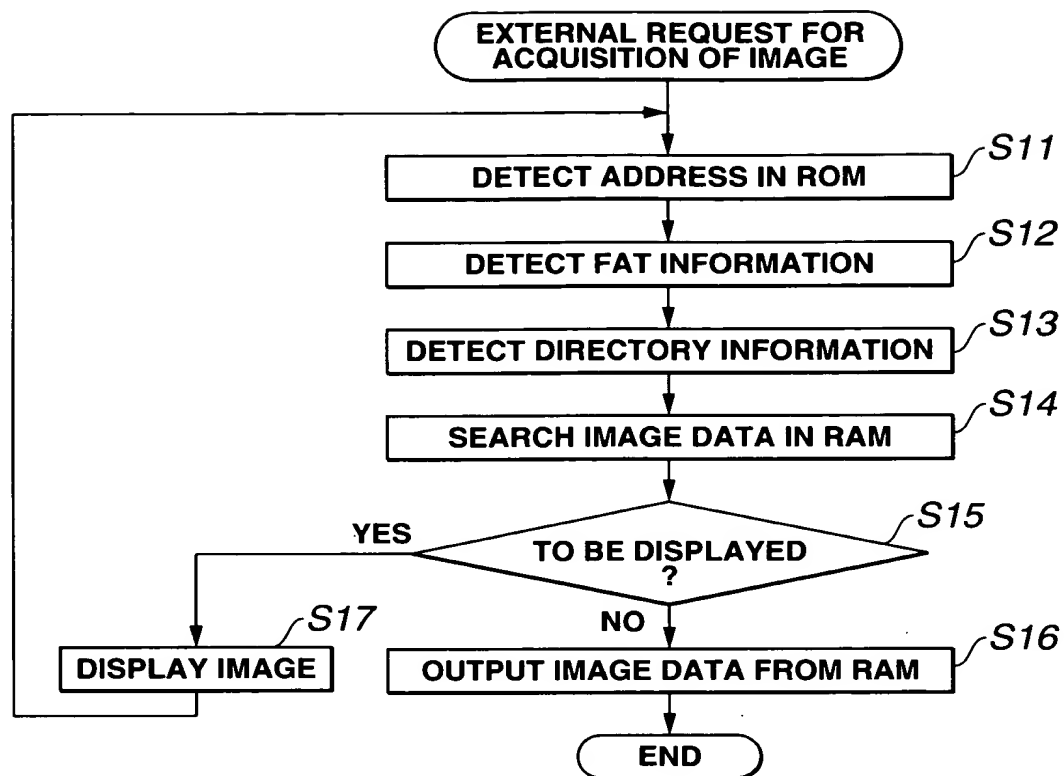 EXTERNAL REQUEST FOR
ACQUISITION OF IMAGE
S11
DETECT ADDRESS IN ROM
S12
DETECT FAT INFORMATION
S13
DETECT DIRECTORY INFORMATION
S14
SEARCH IMAGE DATA IN RAM
S15
YES
TO BE DISPLAYED
?
NO
S17
DISPLAY IMAGE
S16
OUTPUT IMAGE DATA FROM RAM
END